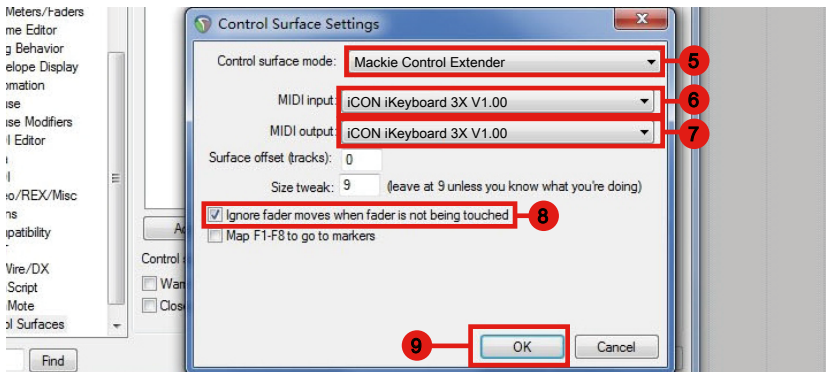 Meters/Faders
me Editor
g Behavior
elope Display
omation
use
use Modifiers
I Editor
eo/REX/Misc
ns
patibility
Wire/DX
Script
Mote
ol Surfaces
Find
Control
Wan
Close
Control Surface Settings
Control surface mode: Mackie Control Extender
5
MIDI input: iCON iKeyboard 3X V1.00
6
MIDI output: iCON iKeyboard 3X V1.00
7
Surface offset (tracks): 0
Size tweak: 9 (leave at 9 unless you know what you're doing)
Ignore fader moves when fader is not being touched
8
Map F1-F8 to go to markers
9
OK
Cancel